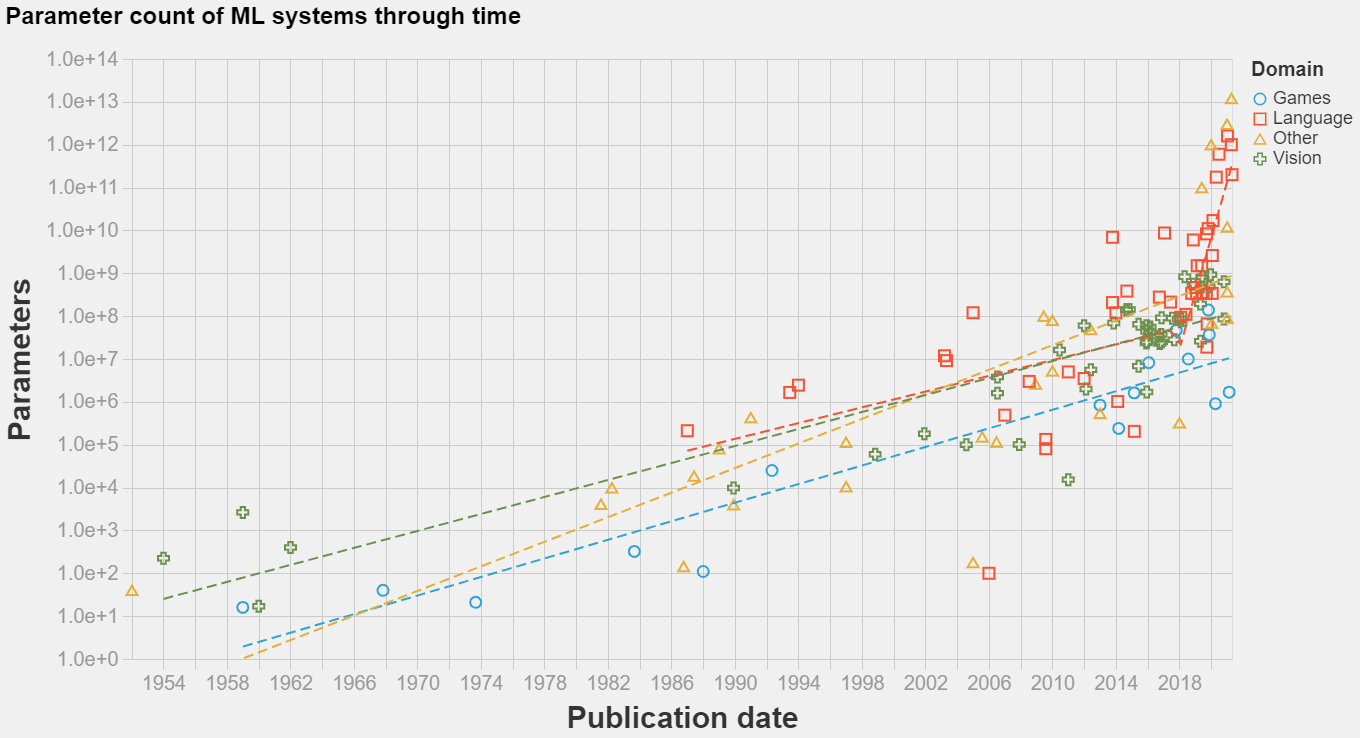 Parameter count of ML systems through time
1.0e+14
1.0e+13
1.0e+12
1.0e+11
1.0e+10
1.0e+9
1.0e+8
1.0e+7
1.0e+6
1.0e+5
1.0e+4
1.0e+3
1.0e+2
1.0e+1
1.0e+0
Parameters
1954 1958 1962 1966 1970 1974 1978 1982 1986 1990 1994 1998 2002 2006 2010 2014 2018
Publication date
Domain
Games
Language
Other
Vision